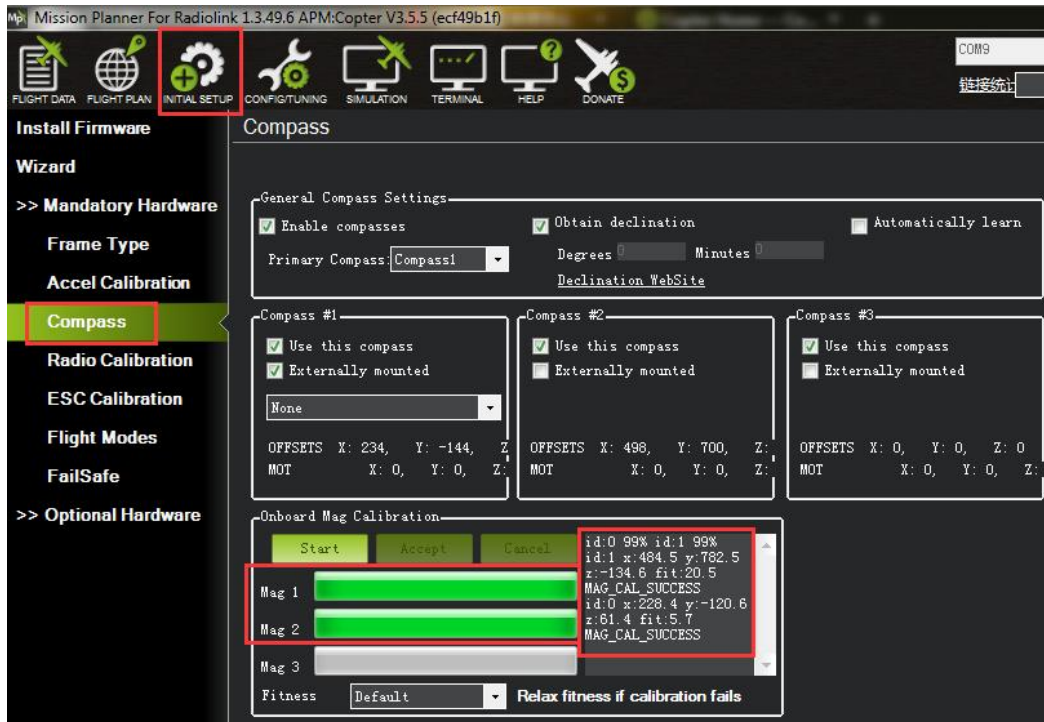 Mission Planner For Radiolink 1.3.49.6 APM:Copter V3.5.5 (ecf49b1f)
FLIGHT DATA FLIGHT PLAN INITIAL SETUP CONFIG/TUNING SIMULATION TERMINAL HELP DONATE
COM9
链接统计
Install Firmware
Wizard
>> Mandatory Hardware
Frame Type
Accel Calibration
Compass
Radio Calibration
ESC Calibration
Flight Modes
FailSafe
>> Optional Hardware
Compass
General Compass Settings
Enable compasses
Obtain declination
Automatically learn
Primary Compass: Compass1
Degrees 0 Minutes 0
Declination WebSite
Compass #1
Use this compass
Externally mounted
None
OFFSETS X: 234, Y: -144, Z
MOT X: 0, Y: 0, Z:
Compass #2
Use this compass
Externally mounted
OFFSETS X: 498, Y: 700, Z:
MOT X: 0, Y: 0, Z:
Compass #3
Use this compass
Externally mounted
OFFSETS X: 0, Y: 0, Z: 0
MOT X: 0, Y: 0, Z:
Onboard Mag Calibration
Start Accept Cancel
Mag 1
Mag 2
Mag 3
id:0 99% id:1 99%
id:1 x:484.5 y:782.5
z:-134.6 fit:20.5
MAG_CAL_SUCCESS
id:0 x:228.4 y:-120.6
z:61.4 fit:5.7
MAG_CAL_SUCCESS
Fitness Default Relax fitness if calibration fails